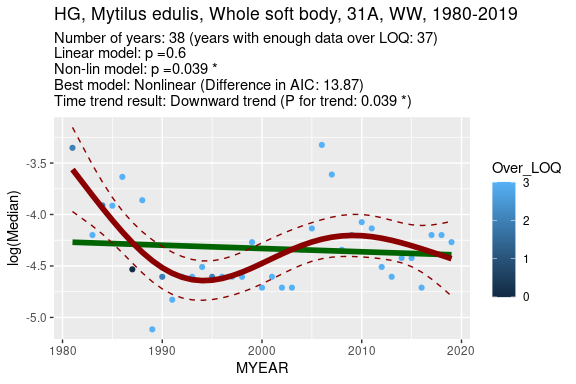 HG, Mytilus edulis, Whole soft body, 31A, WW, 1980-2019
Number of years: 38 (years with enough data over LOQ: 37)
Linear model: p =0.6
Non-lin model: p =0.039 *
Best model: Nonlinear (Difference in AIC: 13.87)
Time trend result: Downward trend (P for trend: 0.039 *)
-3.5
-4.0
-4.5
-5.0
log(Median)
1980
1990
2000
2010
2020
MYEAR
Over_LOQ
3
2
1
0